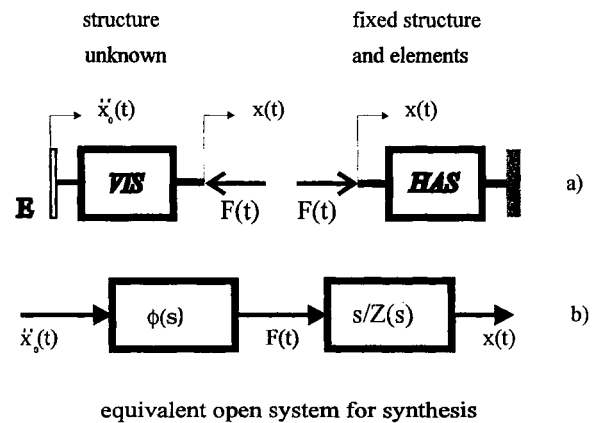 structure fixed structure
unknown and elements
ẍ₀(t) x(t) x(t)
E VIS F(t) F(t) HAS a)
ϕ(s) s/Z(s) b)
ẍ₀(t) F(t) x(t)
equivalent open system for synthesis